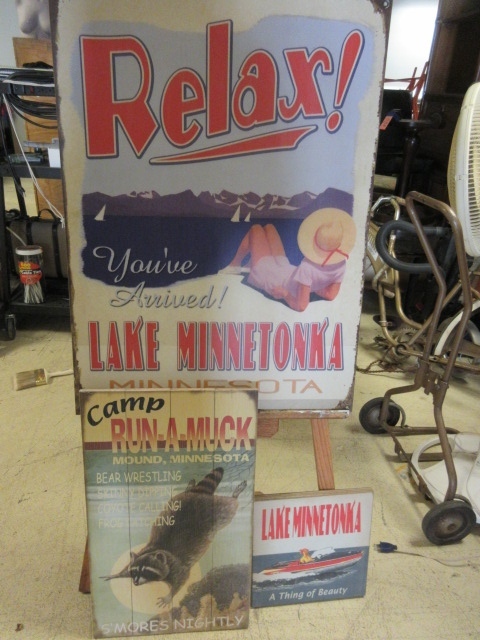 Relax!
You've
Arrived!
LAKE MINNETONKA
MINNESOTA
Camp
RUN-A-MUCK
MOUND, MINNESOTA
BEAR WRESTLING
S'MORES NIGHTLY
LAKE MINNETONKA
A Thing of Beauty